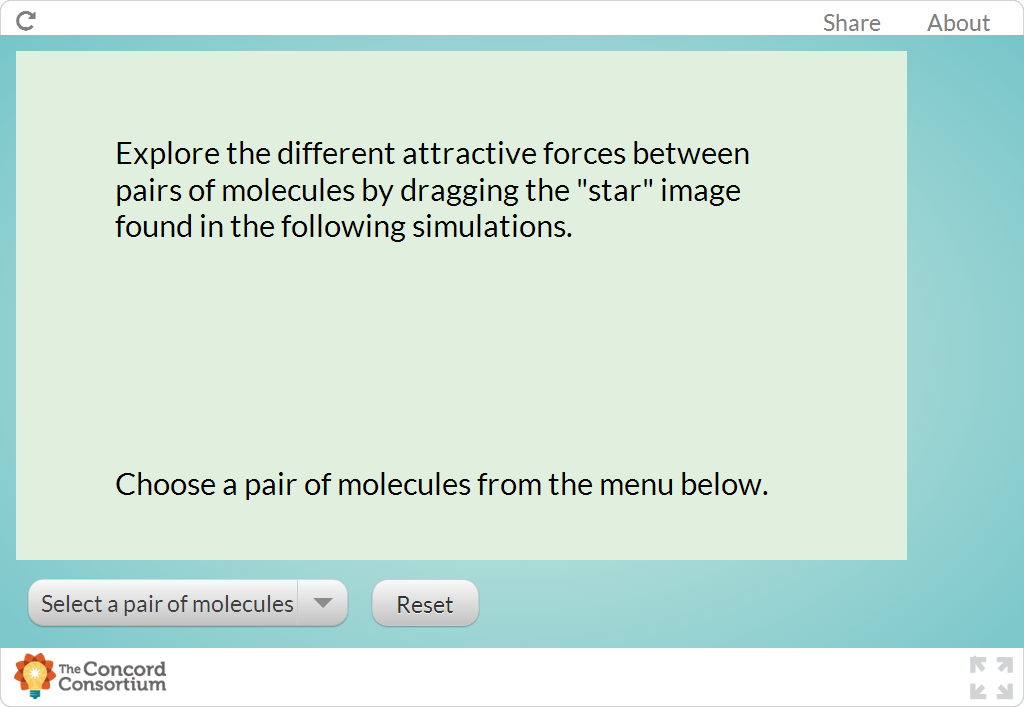 Share About
Explore the different attractive forces between
pairs of molecules by dragging the "star" image
found in the following simulations.
Choose a pair of molecules from the menu below.
Select a pair of molecules Reset
The Concord
Consortium